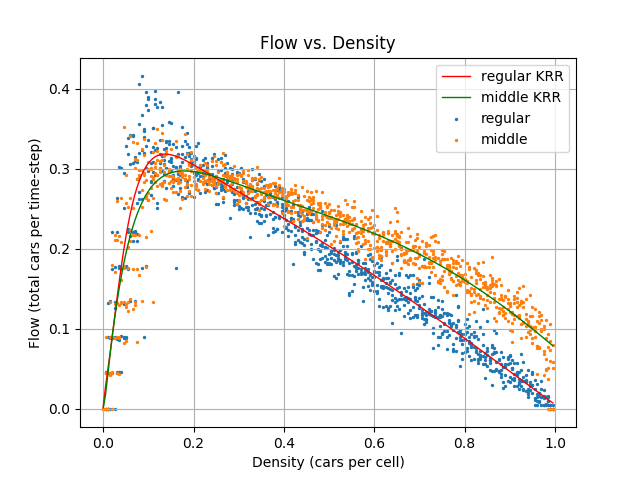 Flow vs. Density
regular KRR
middle KRR
regular
middle
Flow (total cars per time-step)
0.4
0.3
0.2
0.1
0.0
0.0 0.2 0.4 0.6 0.8 1.0
Density (cars per cell)